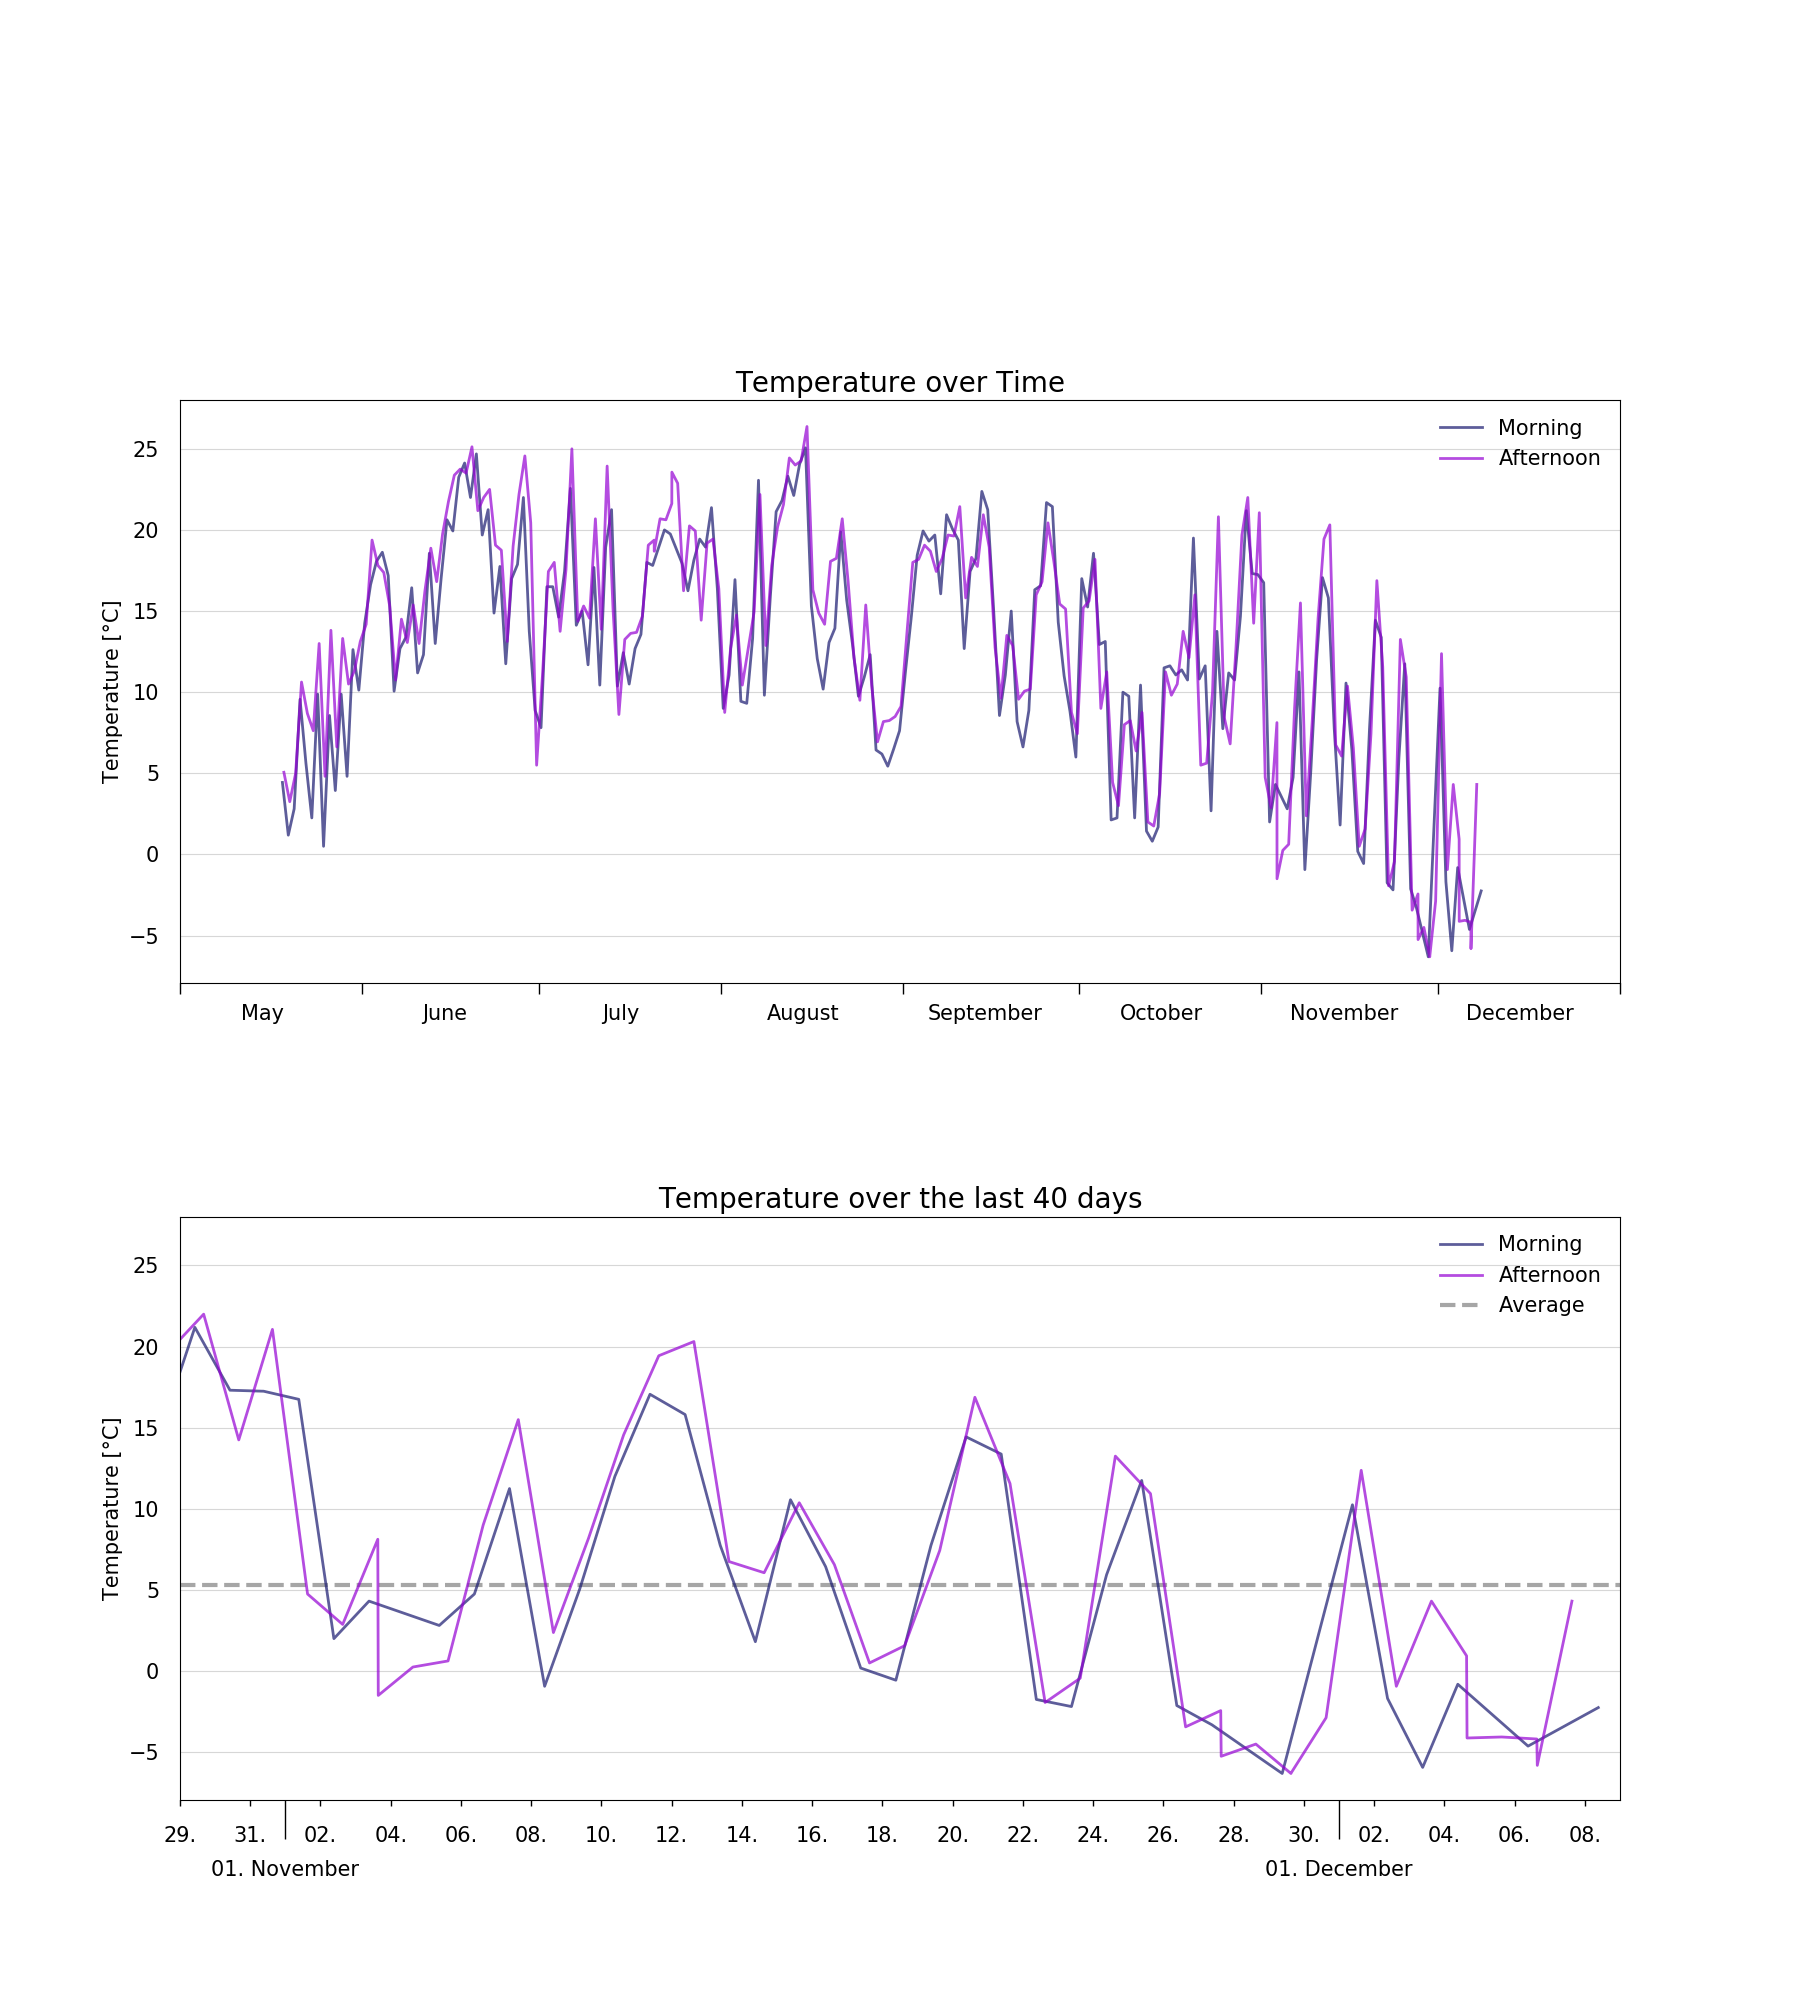 Temperature over Time
Temperature [°C]
25
20
15
10
5
0
−5
Morning
Afternoon
May June July August September October November December
Temperature over the last 40 days
Temperature [°C]
25
20
15
10
5
0
−5
Morning
Afternoon
Average
29. 31. 02. 04. 06. 08. 10. 12. 14. 16. 18. 20. 22. 24. 26. 28. 30. 02. 04. 06. 08.
01. November 01. December